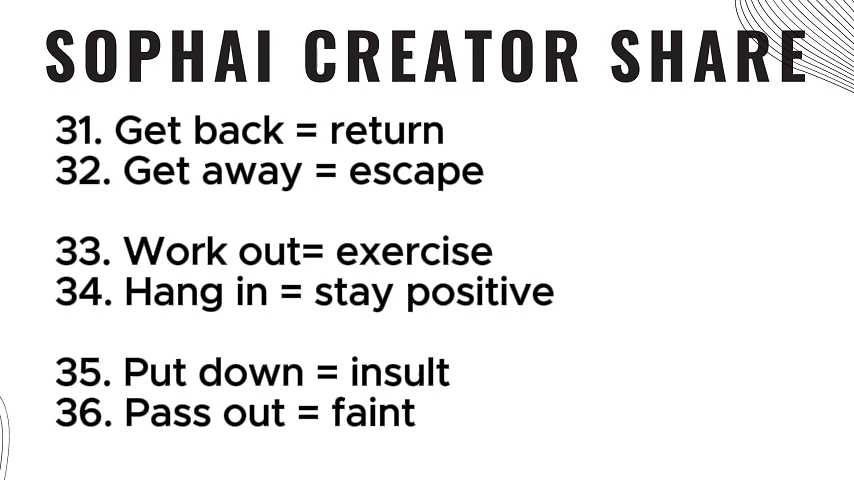 SOPHAI CREATOR SHARE
31. Get back = return
32. Get away = escape
33. Work out= exercise
34. Hang in = stay positive
35. Put down = insult
36. Pass out = faint